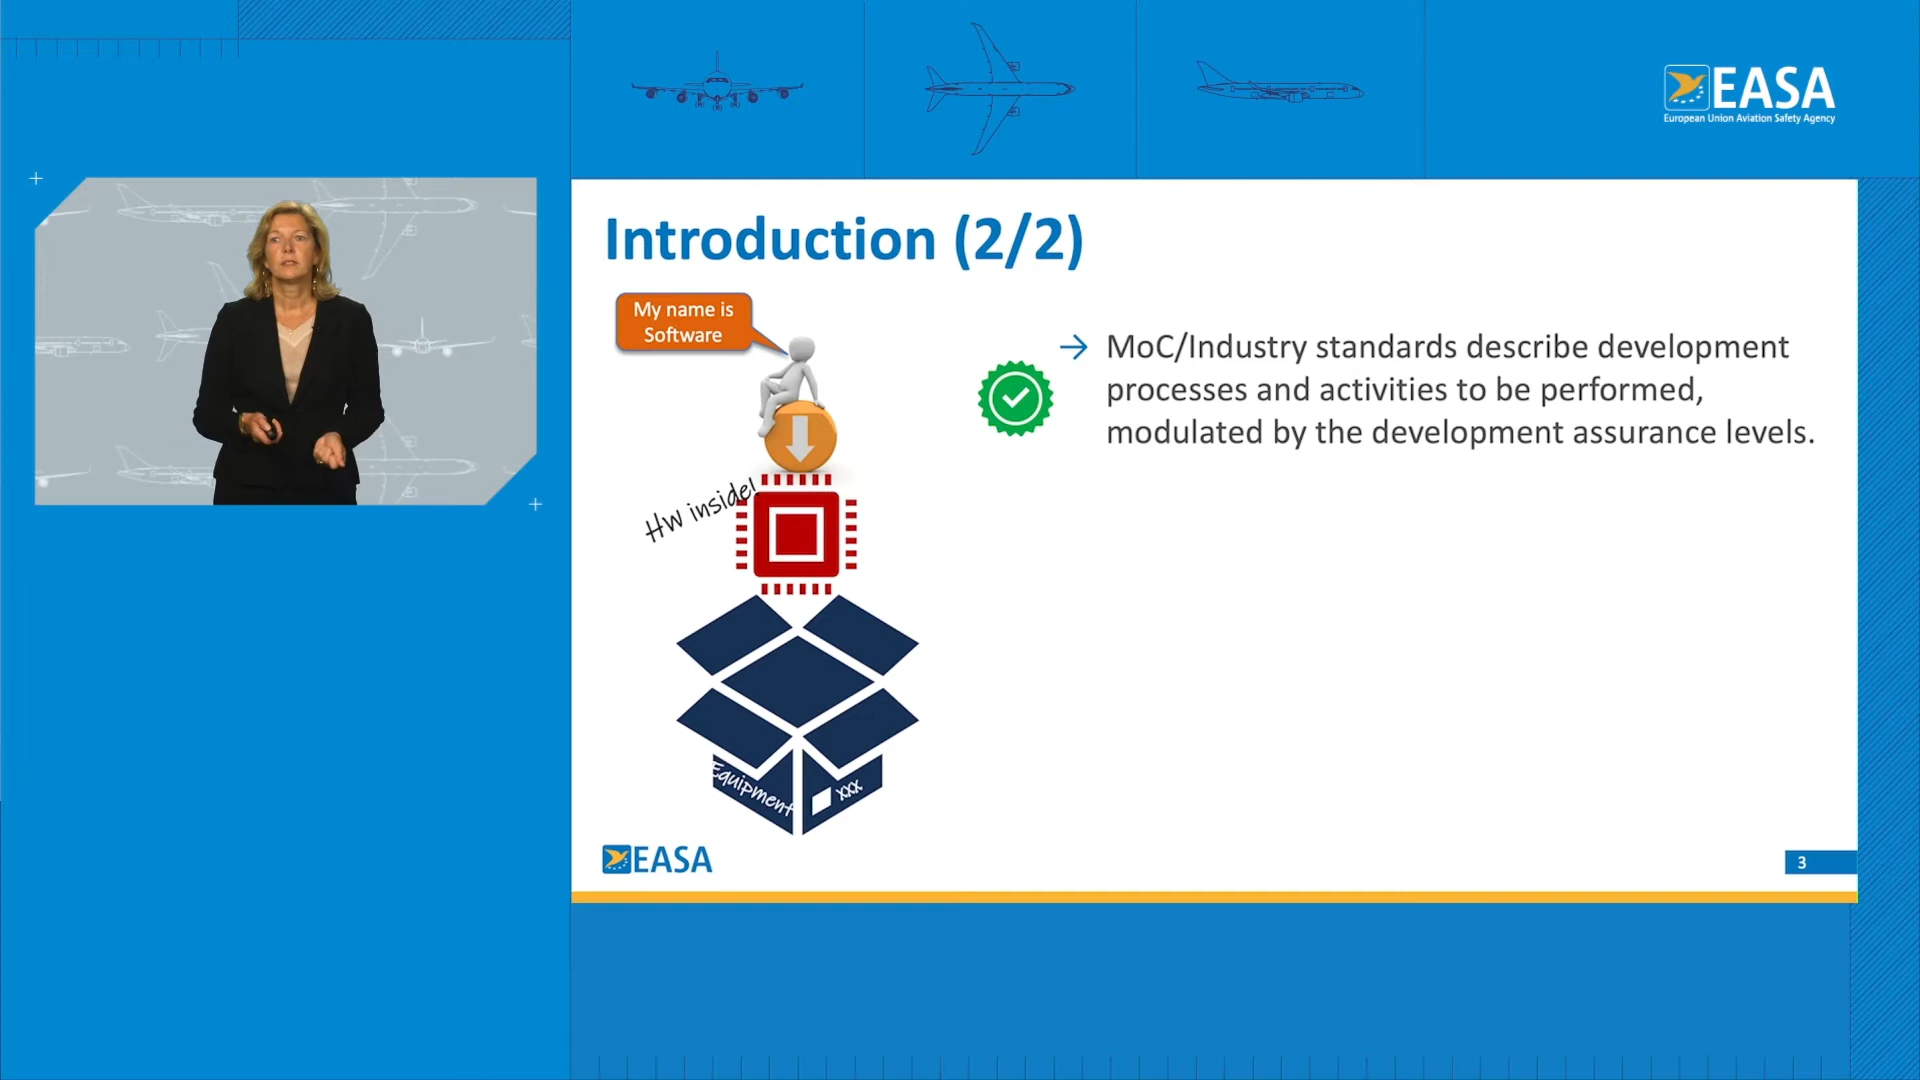 EASA
European Union Aviation Safety Agency
Introduction (2/2)
My name is
Software
→ MoC/Industry standards describe development
processes and activities to be performed,
modulated by the development assurance levels.
HW inside!
Equipment
xxx
EASA
3